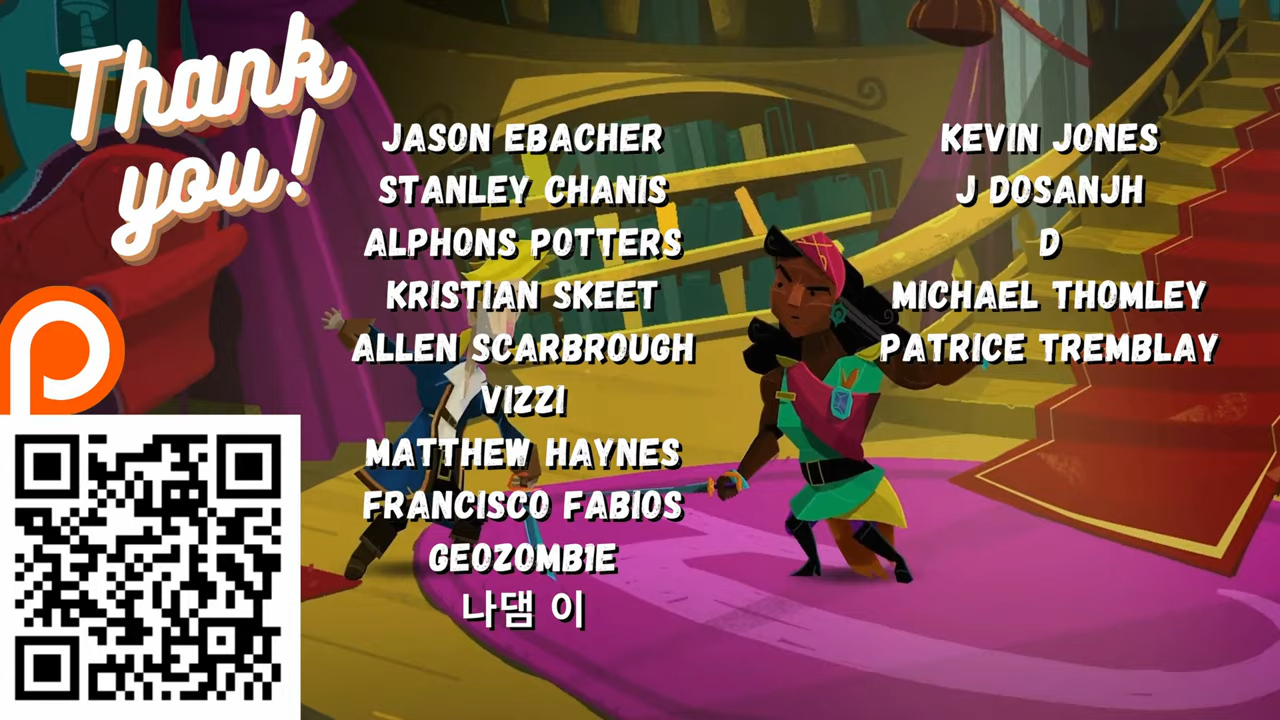 Thank
you!
JASON EBACHER
STANLEY CHANIS
ALPHONS POTTERS
KRISTIAN SKEET
ALLEN SCARBROUGH
VIZZI
MATTHEW HAYNES
FRANCISCO FABIOS
GEOZOMB1E
나댐 이
KEVIN JONES
J DOSANJH
D
MICHAEL THOMLEY
PATRICE TREMBLAY